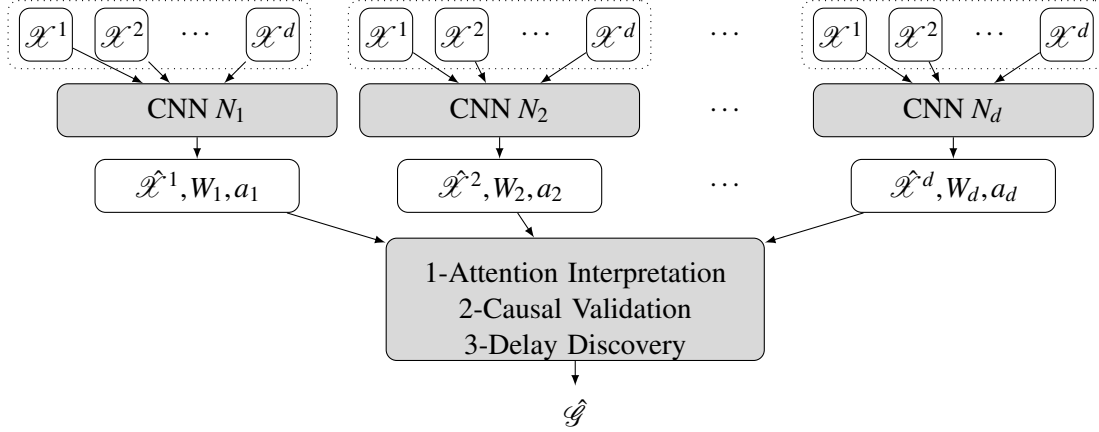 𝒳¹ 𝒳² ⋯ 𝒳ᵈ 𝒳¹ 𝒳² ⋯ 𝒳ᵈ ⋯ 𝒳¹ 𝒳² ⋯ 𝒳ᵈ
CNN N₁ CNN N₂ ⋯ CNN N_d
𝒳̂¹, W₁, a₁ 𝒳̂², W₂, a₂ ⋯ 𝒳̂ᵈ, W_d, a_d
1-Attention Interpretation
2-Causal Validation
3-Delay Discovery
𝒢̂